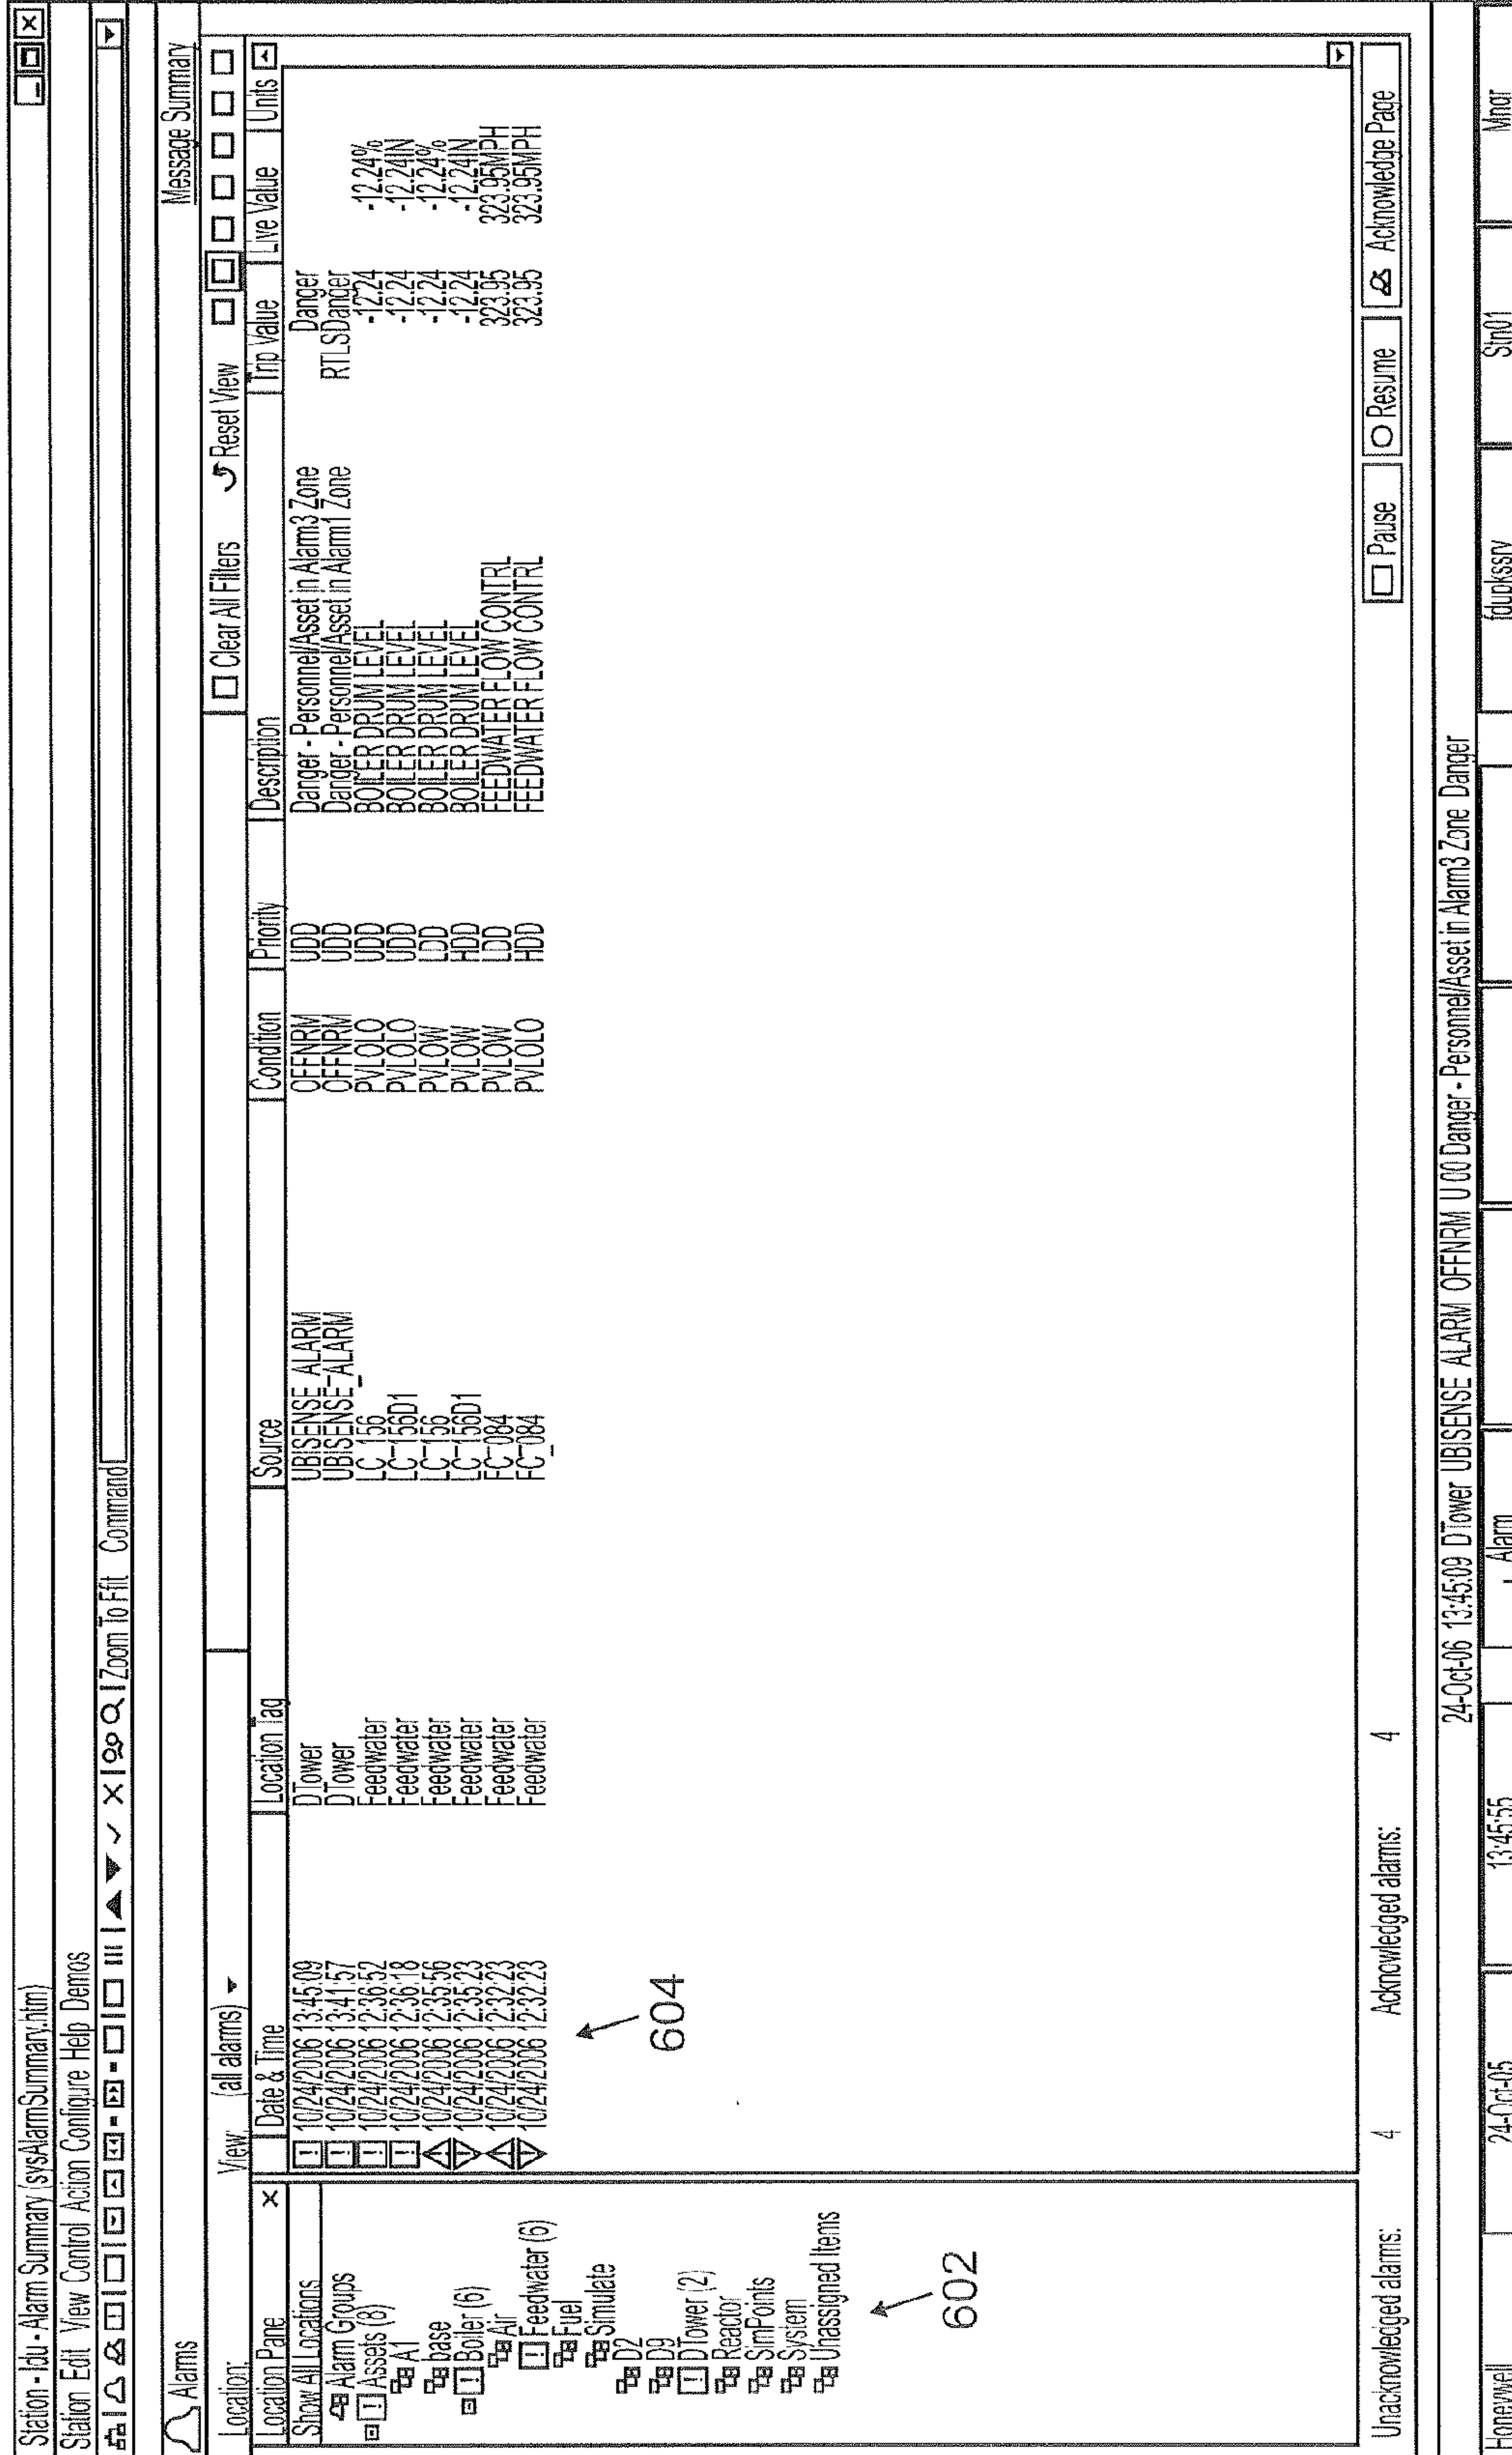 Station - fdu - Alarm Summary (sysAlarmSummary.htm)
Station Edit View Control Action Configure Help Demos
Zoom To Ffit Command
Alarms
Message Summary
Location: View: (all alarms) Clear All Filters Reset View
Location Pane X Date & Time Location Tag Source Condition Priority Description Trip Value Live Value Units
Show All Locations
Alarm Groups
Assets (8)
A1
base
Boiler (6)
Air
Feedwater (6)
Fuel
Simulate
D2
D9
DTower (2)
Reactor
SimPoints
System
Unassigned Items
602
10/24/2006 13:45:09 DTower UBISENSE_ALARM OFFNRM UDD Danger - Personnel/Asset in Alarm3 Zone Danger
10/24/2006 13:41:57 DTower UBISENSE_ALARM OFFNRM UDD Danger - Personnel/Asset in Alarm1 Zone RTLSDanger
10/24/2006 12:36:52 Feedwater LC_156 PVLOLO UDD BOILER DRUM LEVEL -12.24 -12.24%
10/24/2006 12:36:18 Feedwater LC_156D1 PVLOLO UDD BOILER DRUM LEVEL -12.24 -12.24IN
10/24/2006 12:35:56 Feedwater LC_156 PVLOW LDD BOILER DRUM LEVEL -12.24 -12.24%
10/24/2006 12:35:23 Feedwater LC_156D1 PVLOW HDD BOILER DRUM LEVEL -12.24 -12.24IN
10/24/2006 12:32:23 Feedwater FC_084 PVLOW LDD FEEDWATER FLOW CONTRL 323.95 323.95MPH
10/24/2006 12:32:23 Feedwater FC_084 PVLOLO HDD FEEDWATER FLOW CONTRL 323.95 323.95MPH
604
Unacknowledged alarms: 4 Acknowledged alarms: 4 Pause Resume Acknowledge Page
24-Oct-06 13:45:09 DTower UBISENSE ALARM OFFNRM U 00 Danger - Personnel/Asset in Alarm3 Zone Danger
Honeywell 24-Oct-05 13:45:55 Alarm fdupkssrv Stn01 Mngr